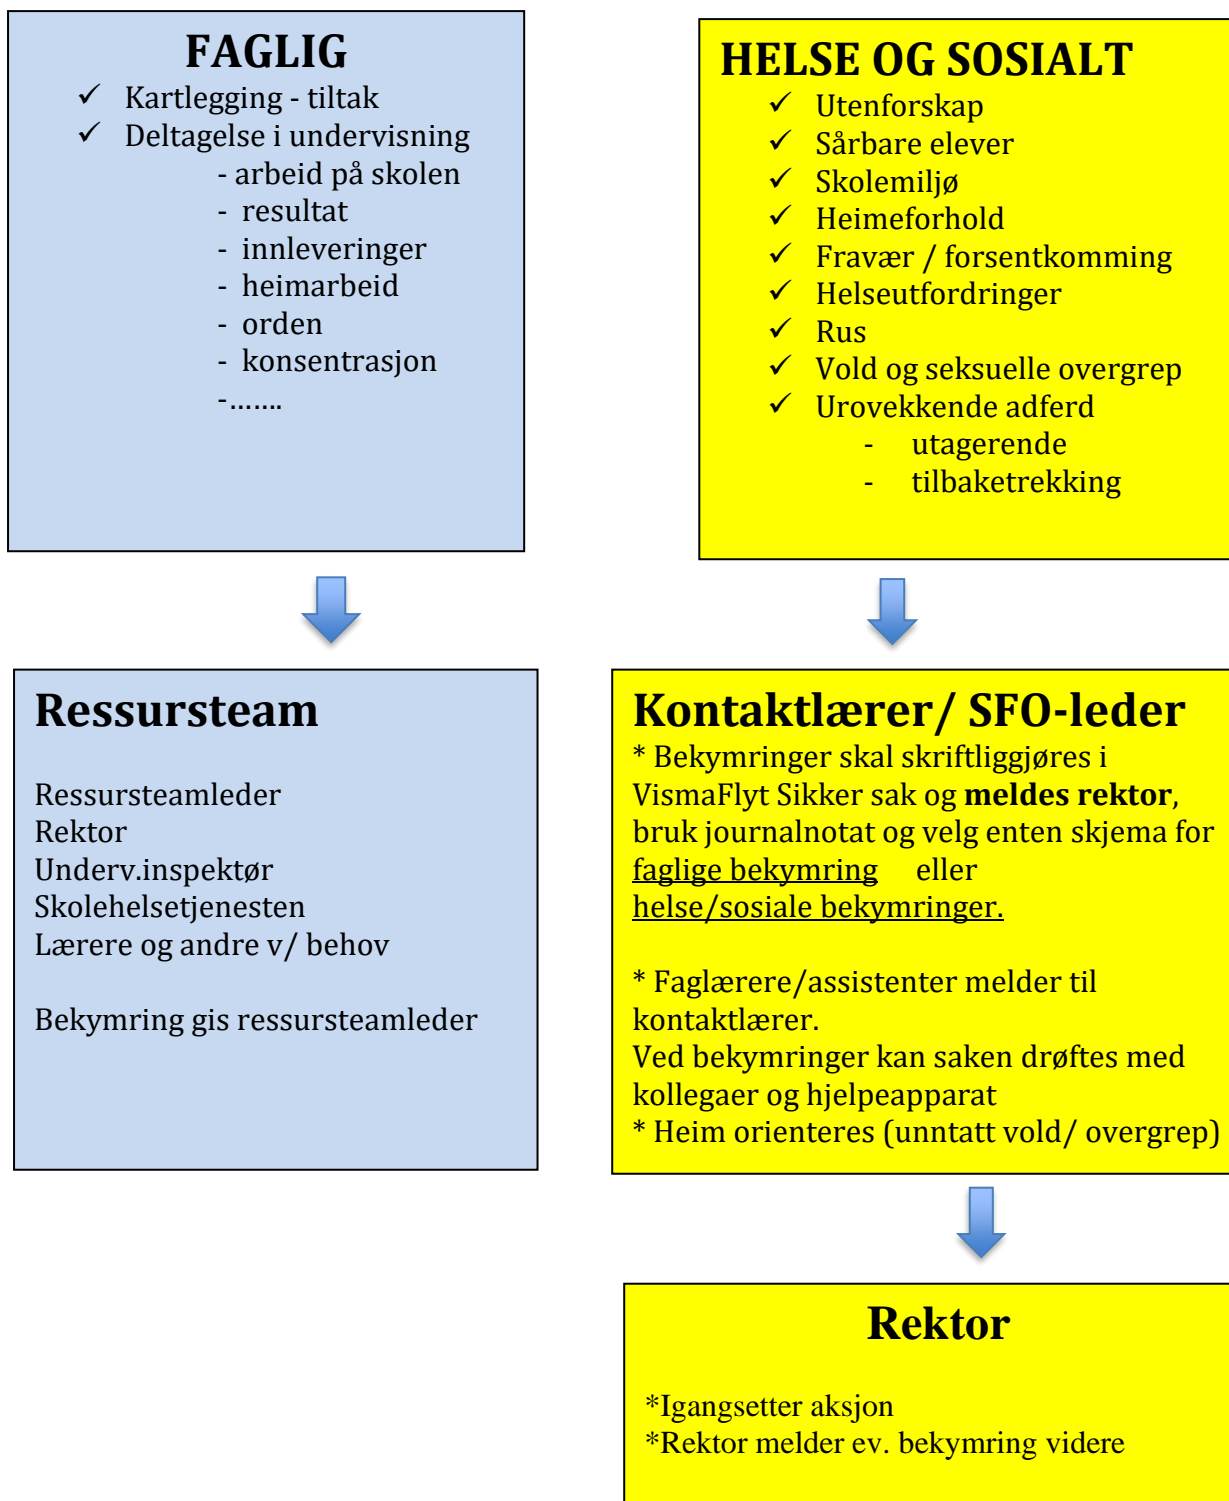 FAGLIG
✓ Kartlegging - tiltak
✓ Deltagelse i undervisning
- arbeid på skolen
- resultat
- innleveringer
- heimarbeid
- orden
- konsentrasjon
-…….
HELSE OG SOSIALT
✓ Utenforskap
✓ Sårbare elever
✓ Skolemiljø
✓ Heimeforhold
✓ Fravær / forsentkomming
✓ Helseutfordringer
✓ Rus
✓ Vold og seksuelle overgrep
✓ Urovekkende adferd
- utagerende
- tilbaketrekking
Ressursteam
Ressursteamleder
Rektor
Underv.inspektør
Skolehelsetjenesten
Lærere og andre v/ behov
Bekymring gis ressursteamleder
Kontaktlærer/ SFO-leder
* Bekymringer skal skriftliggjøres i
VismaFlyt Sikker sak og meldes rektor,
bruk journalnotat og velg enten skjema for
faglige bekymring eller
helse/sosiale bekymringer.
* Faglærere/assistenter melder til
kontaktlærer.
Ved bekymringer kan saken drøftes med
kollegaer og hjelpeapparat
* Heim orienteres (unntatt vold/ overgrep)
Rektor
*Igangsetter aksjon
*Rektor melder ev. bekymring videre